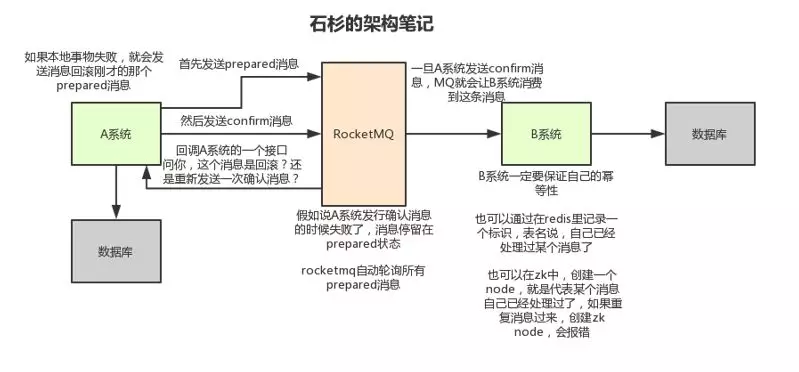 石杉的架构笔记
如果本地事物失败，就会发
送消息回滚刚才的那个
prepared消息
首先发送prepared消息
一旦A系统发送confirm消
息，MQ就会让B系统消费
到这条消息
A系统
然后发送confirm消息
RocketMQ
B系统
数据库
回调A系统的一个接口
问你，这个消息是回滚？还
是重新发送一次确认消息？
数据库
假如说A系统发行确认消息
的时候失败了，消息停留在
prepared状态
rocketmq自动轮询所有
prepared消息
B系统一定要保证自己的幂
等性
也可以通过在redis里记录一
个标识，表名说，自己已经
处理过某个消息了
也可以在zk中，创建一个
node，就是代表某个消息
自己已经处理过了，如果重
复消息过来，创建zk
node，会报错